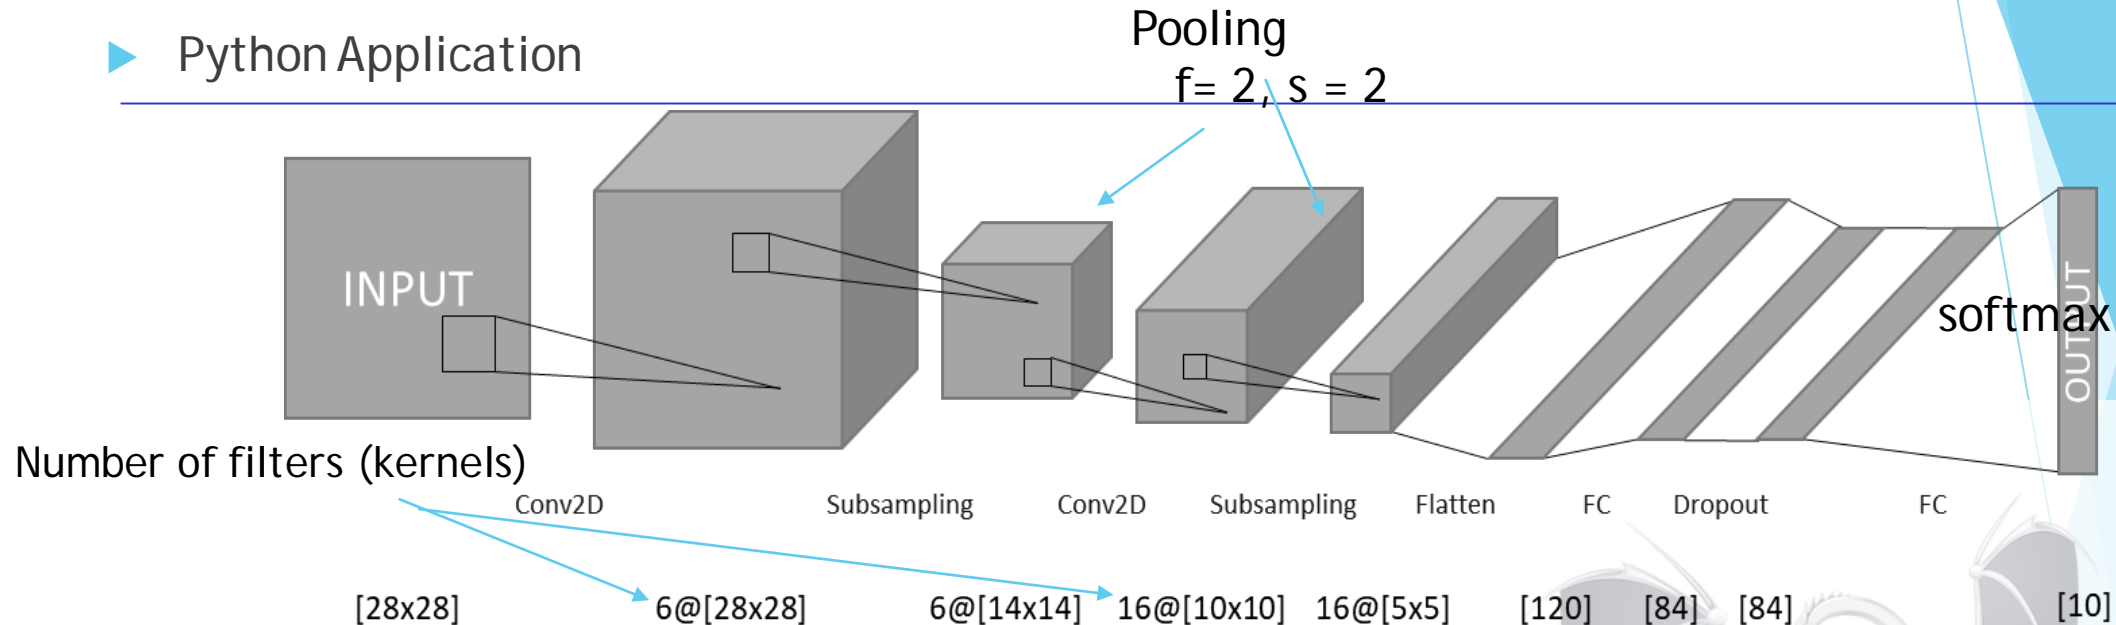 Python Application
Pooling
f= 2, s = 2
INPUT
softmax
OUTPUT
Number of filters (kernels)
Conv2D Subsampling Conv2D Subsampling Flatten FC Dropout FC
[28x28] 6@[28x28] 6@[14x14] 16@[10x10] 16@[5x5] [120] [84] [84] [10]